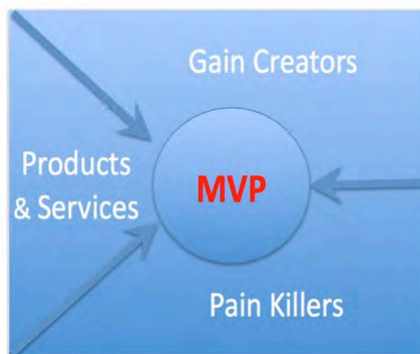 Gain Creators
Products
& Services
MVP
Pain Killers